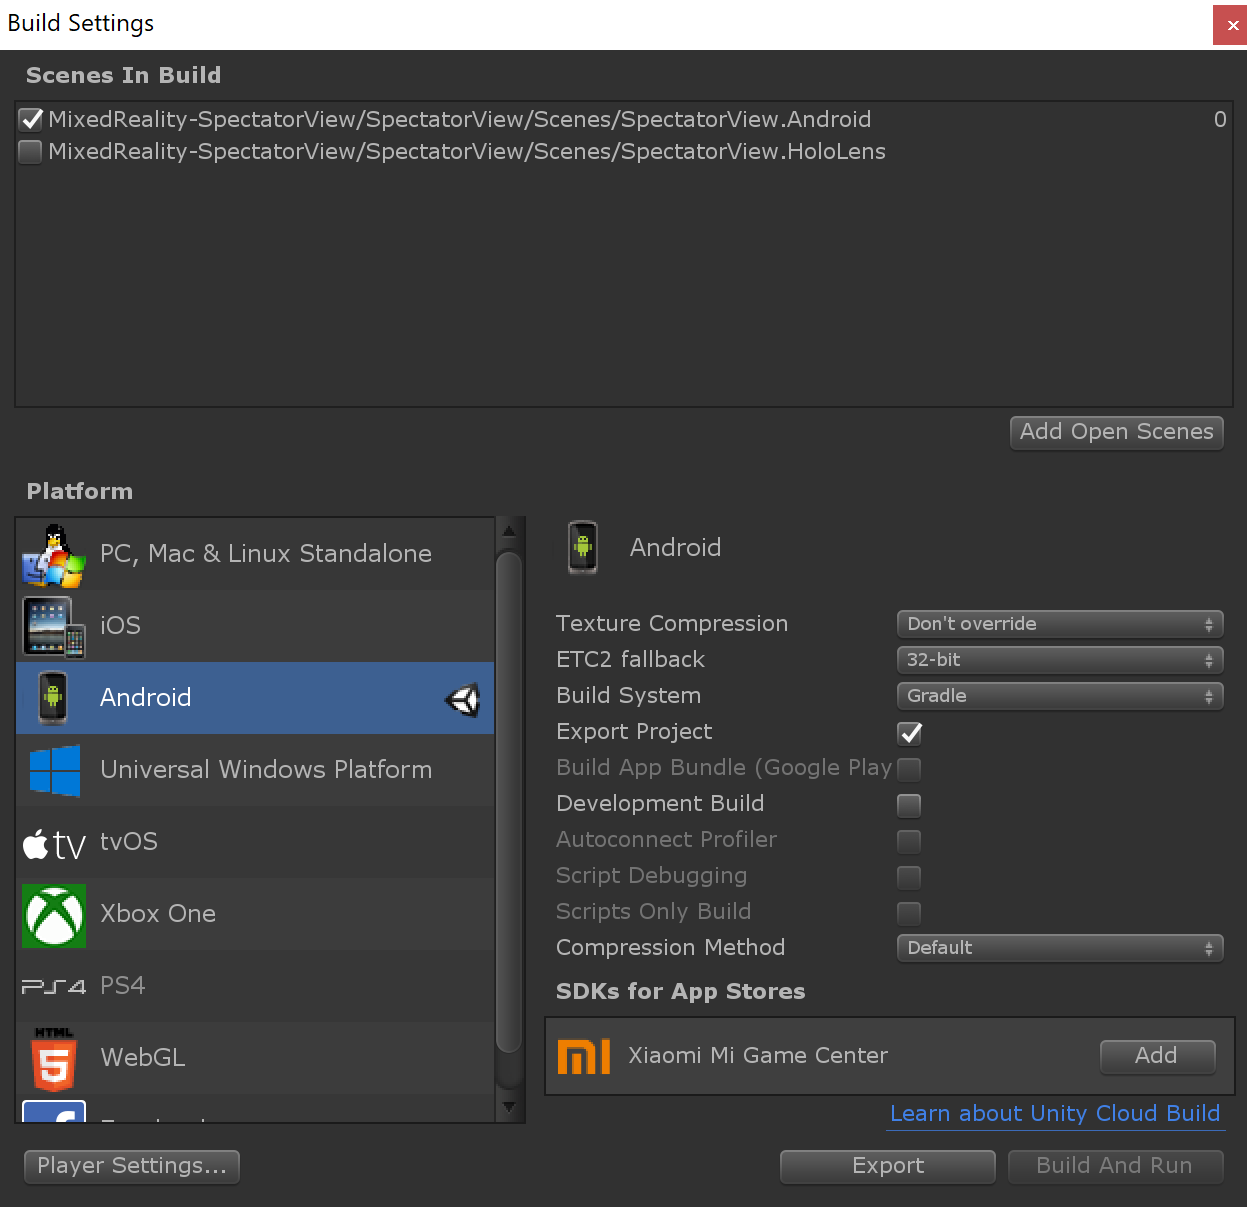 Build Settings
Scenes In Build
MixedReality-SpectatorView/SpectatorView/Scenes/SpectatorView.Android 0
MixedReality-SpectatorView/SpectatorView/Scenes/SpectatorView.HoloLens
Add Open Scenes
Platform
PC, Mac & Linux Standalone
iOS
Android
Universal Windows Platform
tv tvOS
Xbox One
PS4 PS4
HTML
5 WebGL
Android
Texture Compression Don't override
ETC2 fallback 32-bit
Build System Gradle
Export Project
Build App Bundle (Google Play
Development Build
Autoconnect Profiler
Script Debugging
Scripts Only Build
Compression Method Default
SDKs for App Stores
MI Xiaomi Mi Game Center Add
Learn about Unity Cloud Build
Player Settings...
Export
Build And Run